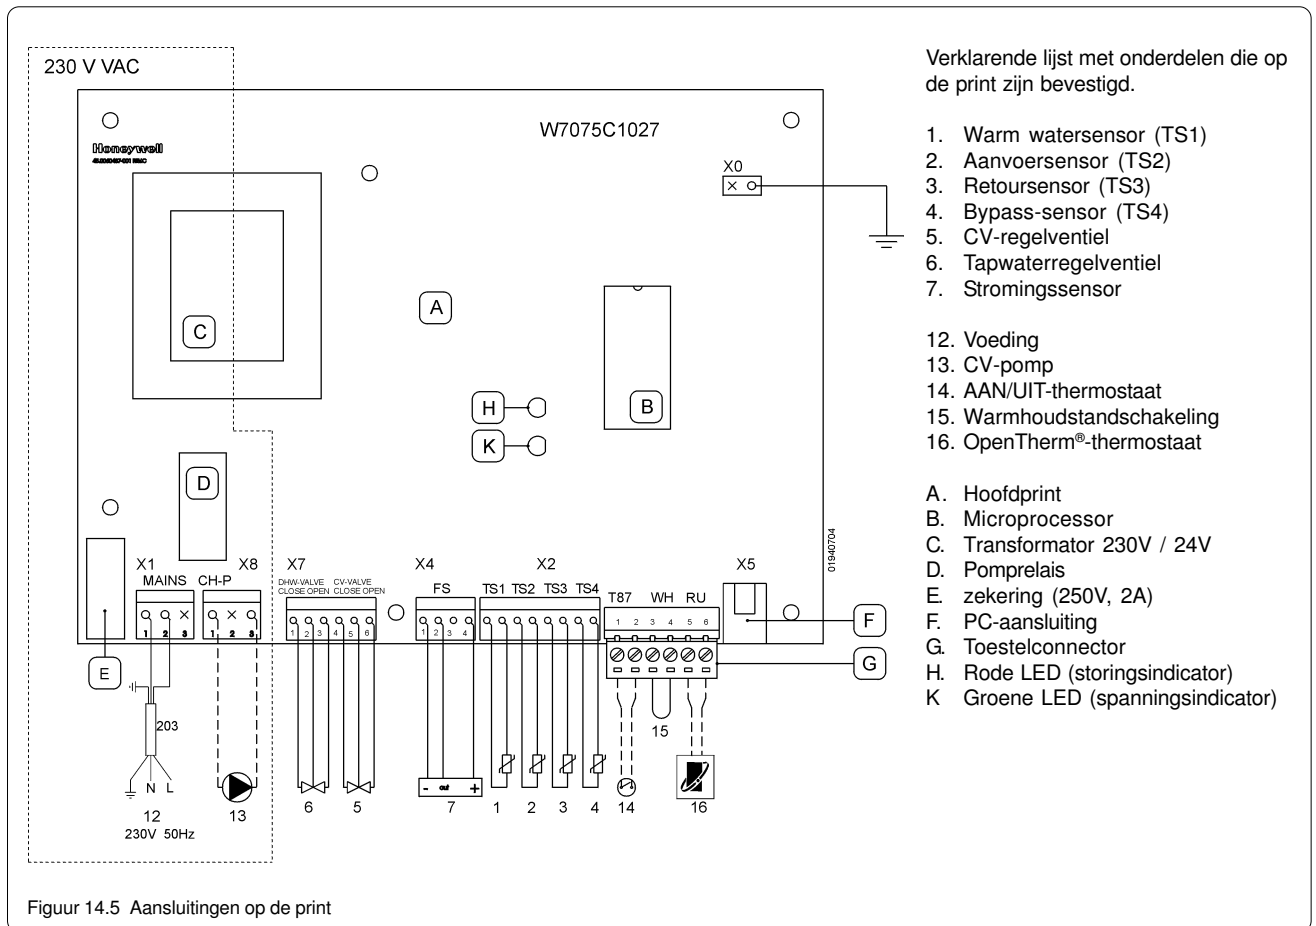 230 V VAC
Honeywell
W7075C1027
X0
A
C
B
H
K
D
01940704
X1
X8
X7
X4
X2
X5
MAINS
CH-P
DHW-VALVE CV-VALVE
CLOSE OPEN CLOSE OPEN
FS
TS1 TS2 TS3 TS4
T87 WH RU
1 2 3
1 2 3
1 2 3 4 5 6
1 2 3 4
1 2 3 4 5 6
F
G
E
203
N L
- out +
15
12
13
6
5
7
1
2
3
4
14
16
230V 50Hz
Verklarende lijst met onderdelen die op
de print zijn bevestigd.
1. Warm watersensor (TS1)
2. Aanvoersensor (TS2)
3. Retoursensor (TS3)
4. Bypass-sensor (TS4)
5. CV-regelventiel
6. Tapwaterregelventiel
7. Stromingssensor
12. Voeding
13. CV-pomp
14. AAN/UIT-thermostaat
15. Warmhoudstandschakeling
16. OpenTherm®-thermostaat
A. Hoofdprint
B. Microprocessor
C. Transformator 230V / 24V
D. Pomprelais
E. zekering (250V, 2A)
F. PC-aansluiting
G. Toestelconnector
H. Rode LED (storingsindicator)
K Groene LED (spanningsindicator)
Figuur 14.5 Aansluitingen op de print